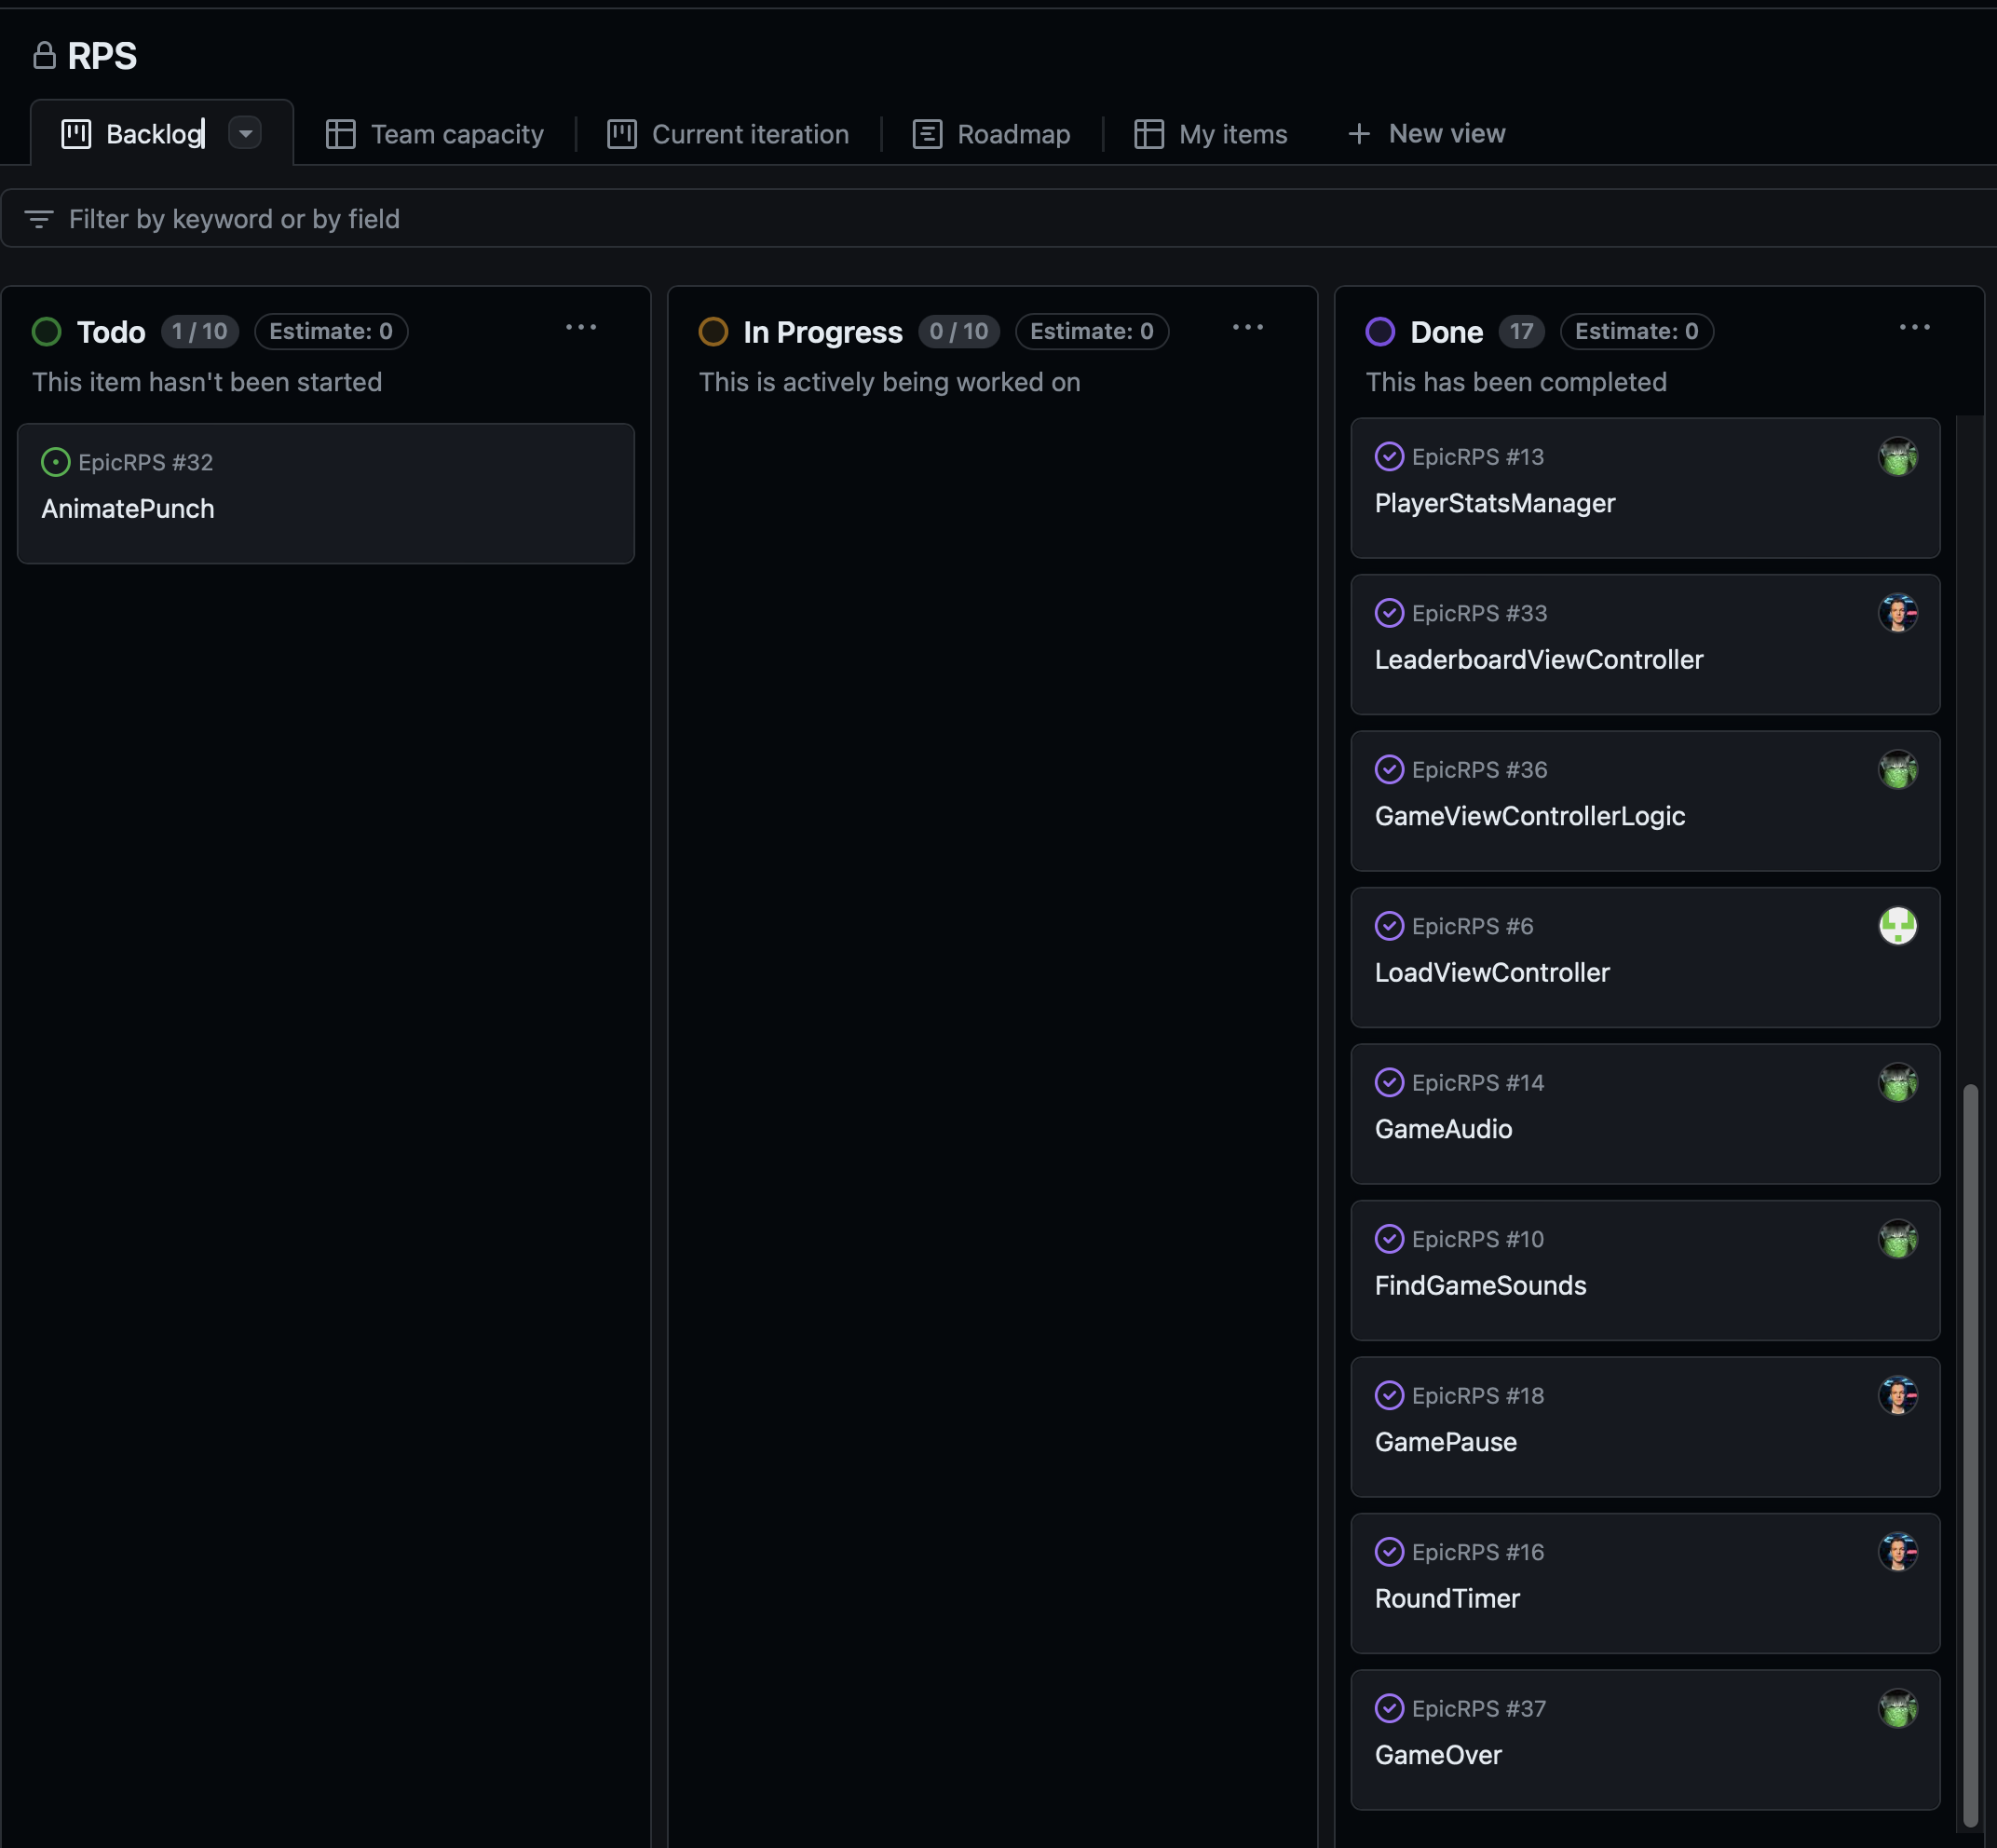 RPS
Backlog
Team capacity
Current iteration
Roadmap
My items
New view
Filter by keyword or by field
Todo 1 / 10 Estimate: 0
This item hasn't been started
EpicRPS #32
AnimatePunch
In Progress 0 / 10 Estimate: 0
This is actively being worked on
Done 17 Estimate: 0
This has been completed
EpicRPS #13
PlayerStatsManager
EpicRPS #33
LeaderboardViewController
EpicRPS #36
GameViewControllerLogic
EpicRPS #6
LoadViewController
EpicRPS #14
GameAudio
EpicRPS #10
FindGameSounds
EpicRPS #18
GamePause
EpicRPS #16
RoundTimer
EpicRPS #37
GameOver